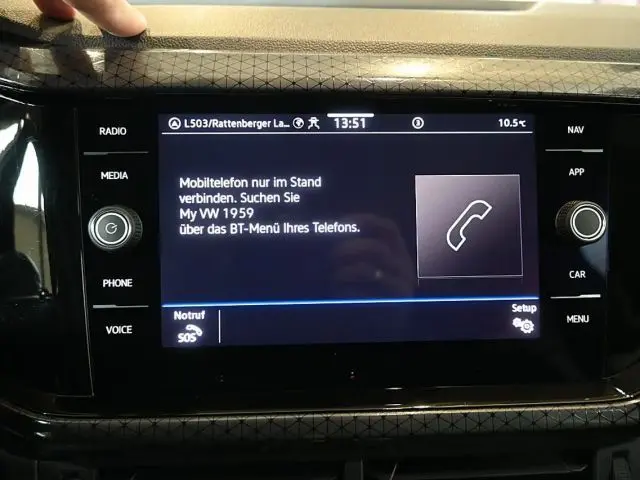 RADIO
MEDIA
PHONE
VOICE
L503/Rattenberger La... 13:51 3 10.5°C
Mobiltelefon nur im Stand
verbinden. Suchen Sie
My VW 1959
über das BT-Menü Ihres Telefons.
Notruf
SOS
Setup
NAV
APP
CAR
MENU